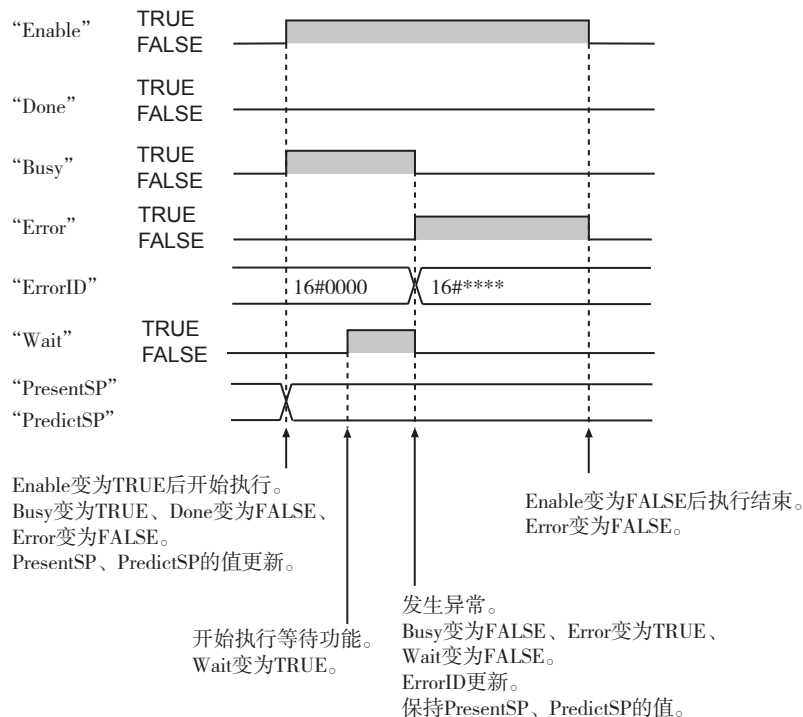 “Enable”
TRUE
FALSE
“Done”
TRUE
FALSE
“Busy”
TRUE
FALSE
“Error”
TRUE
FALSE
“ErrorID”
16#0000
16#****
“Wait”
TRUE
FALSE
“PresentSP”
“PredictSP”
Enable变为TRUE后开始执行。
Busy变为TRUE、Done变为FALSE、
Error变为FALSE。
PresentSP、PredictSP的值更新。
开始执行等待功能。
Wait变为TRUE。
发生异常。
Busy变为FALSE、Error变为TRUE、
Wait变为FALSE。
ErrorID更新。
保持PresentSP、PredictSP的值。
Enable变为FALSE后执行结束。
Error变为FALSE。